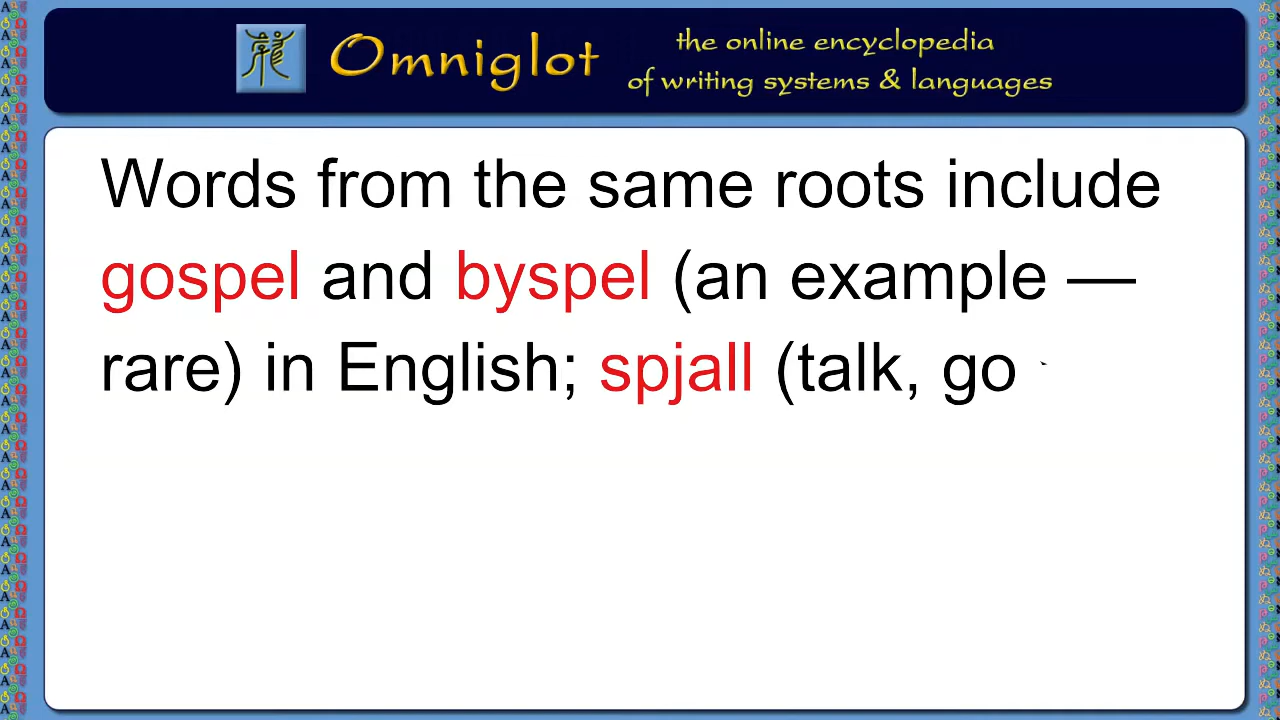 Omniglot
the online encyclopedia
of writing systems & languages
Words from the same roots include
gospel and byspel (an example —
rare) in English; spjall (talk, go